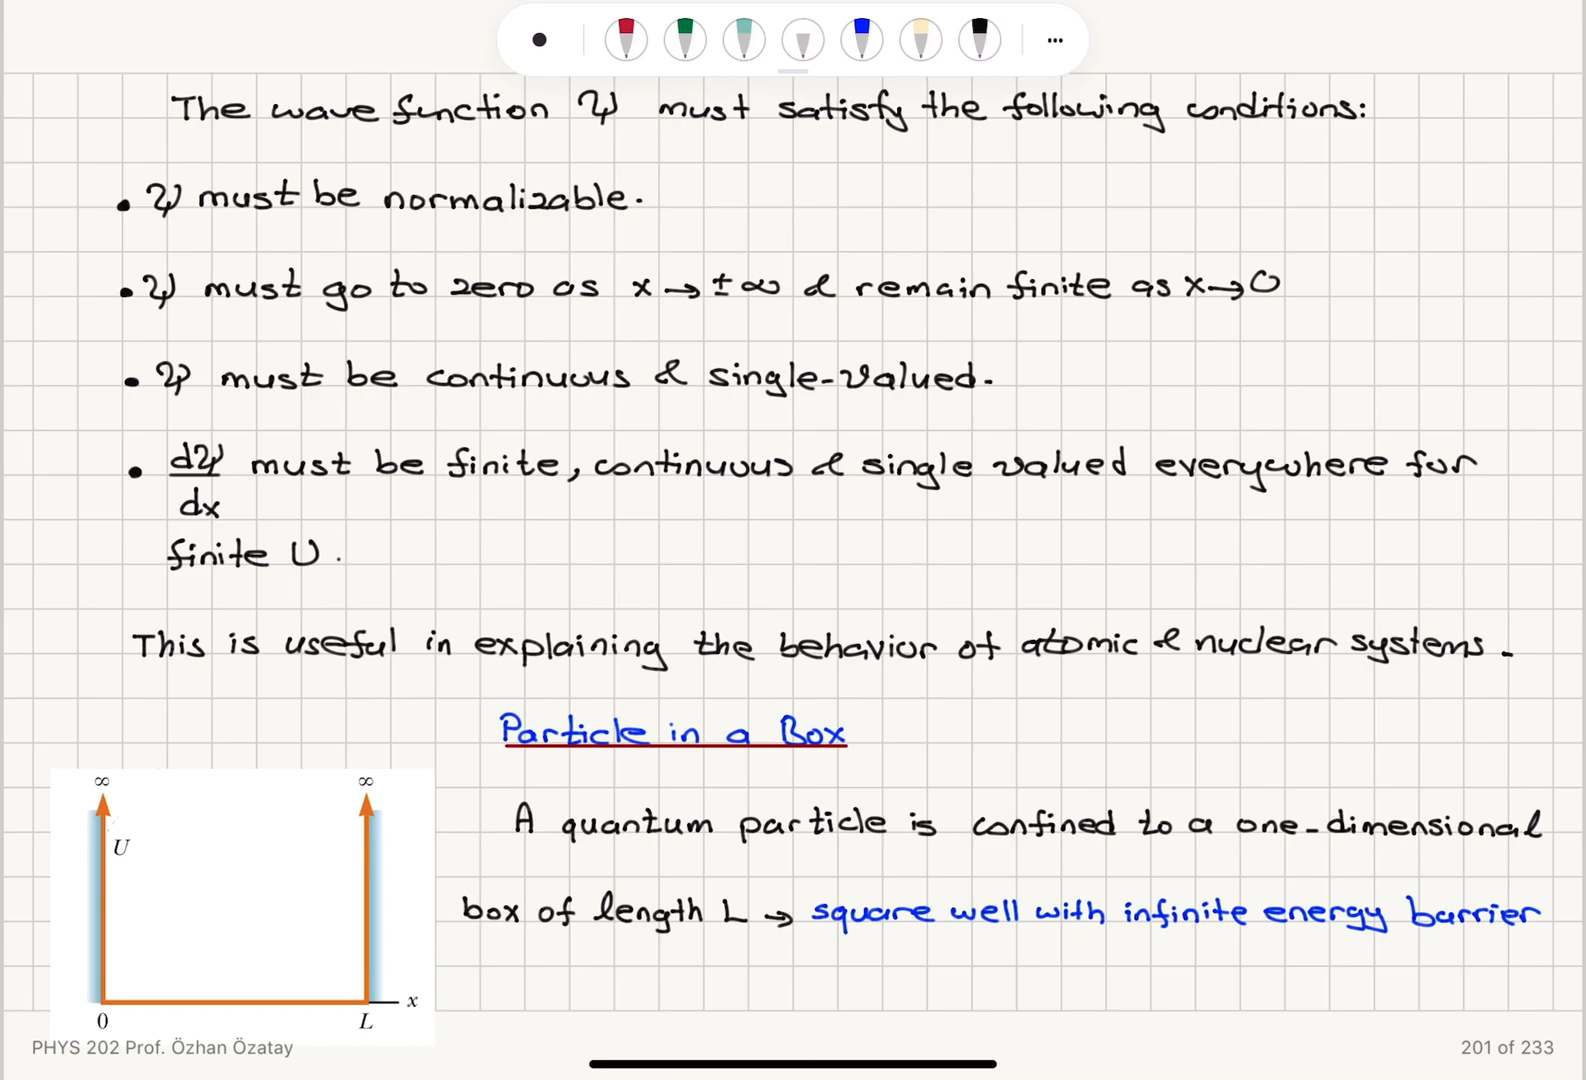 The wave function ψ must satisfy the following conditions:
• ψ must be normalizable.
• ψ must go to zero as x → ± ∞ & remain finite as x → 0
• ψ must be continuous & single-valued.
• dψ/dx must be finite, continuous & single valued everywhere for
finite U.
This is useful in explaining the behavior of atomic & nuclear systems.
Particle in a Box
∞ ∞
U
A quantum particle is confined to a one-dimensional
box of length L → square well with infinite energy barrier
x
0 L
PHYS 202 Prof. Özhan Özatay
201 of 233